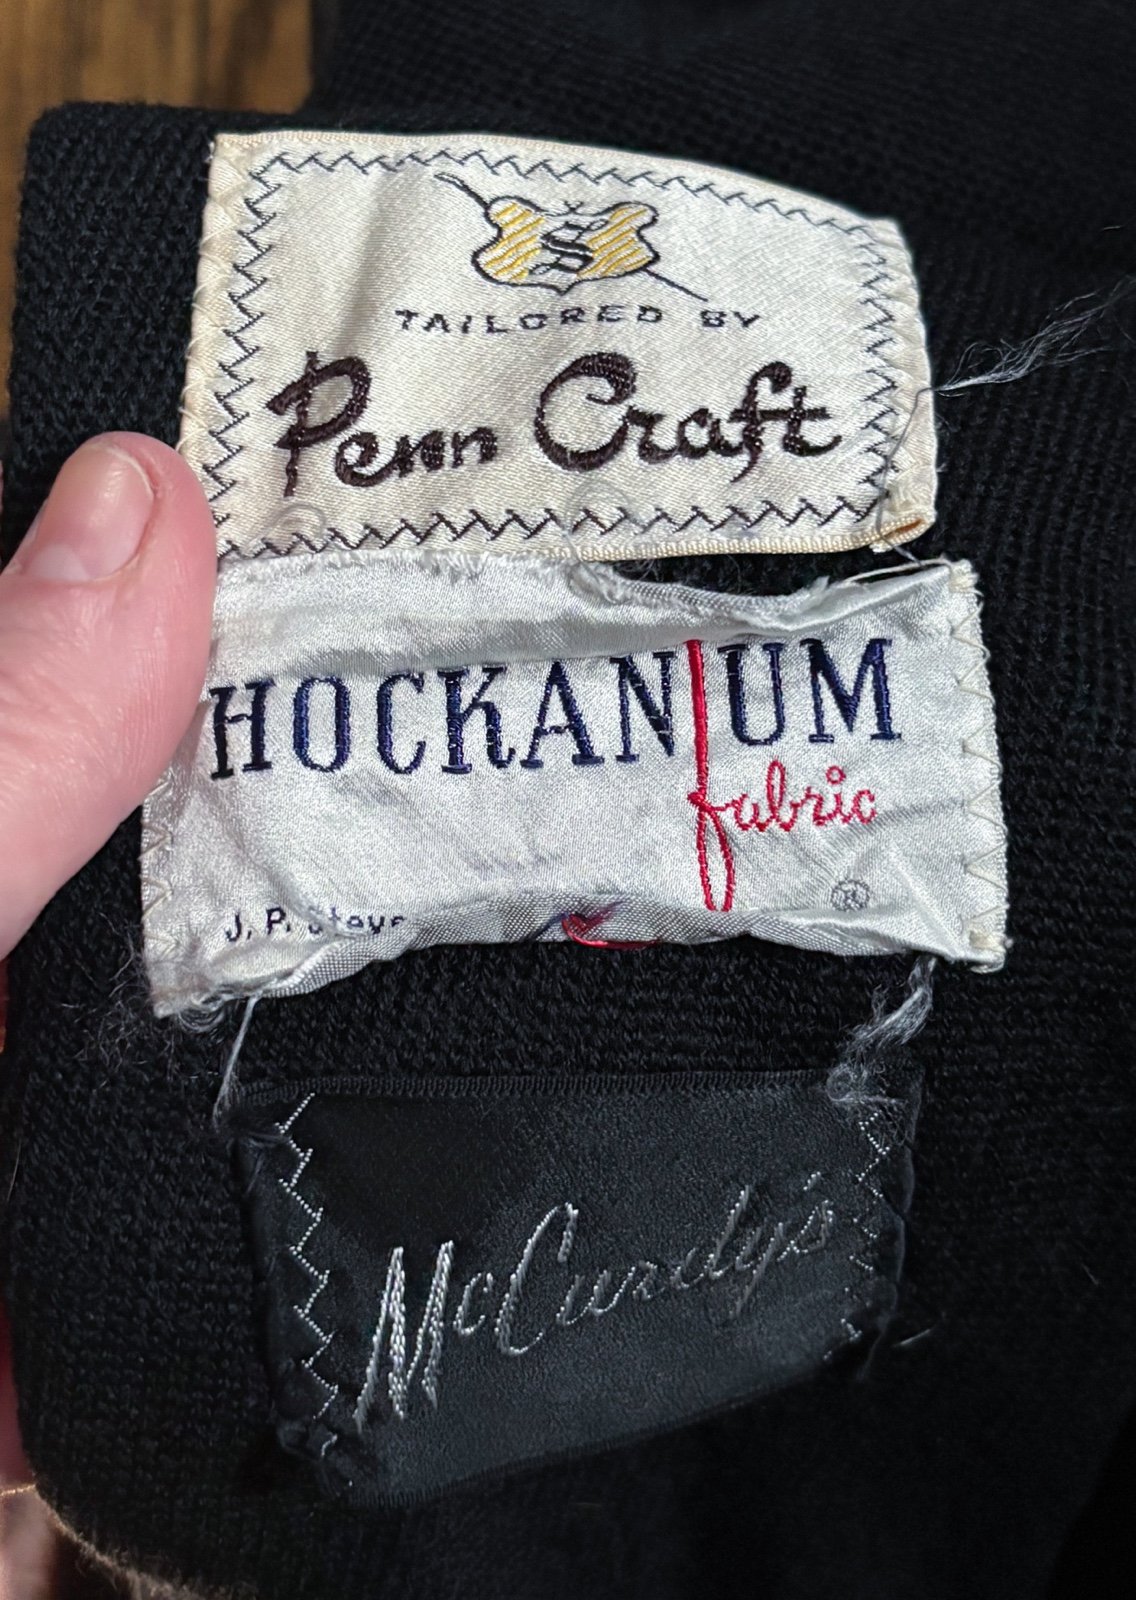 S
TAILORED BY
Penn Craft
HOCKANUM
fabric
®
J. P.
McCurdy's